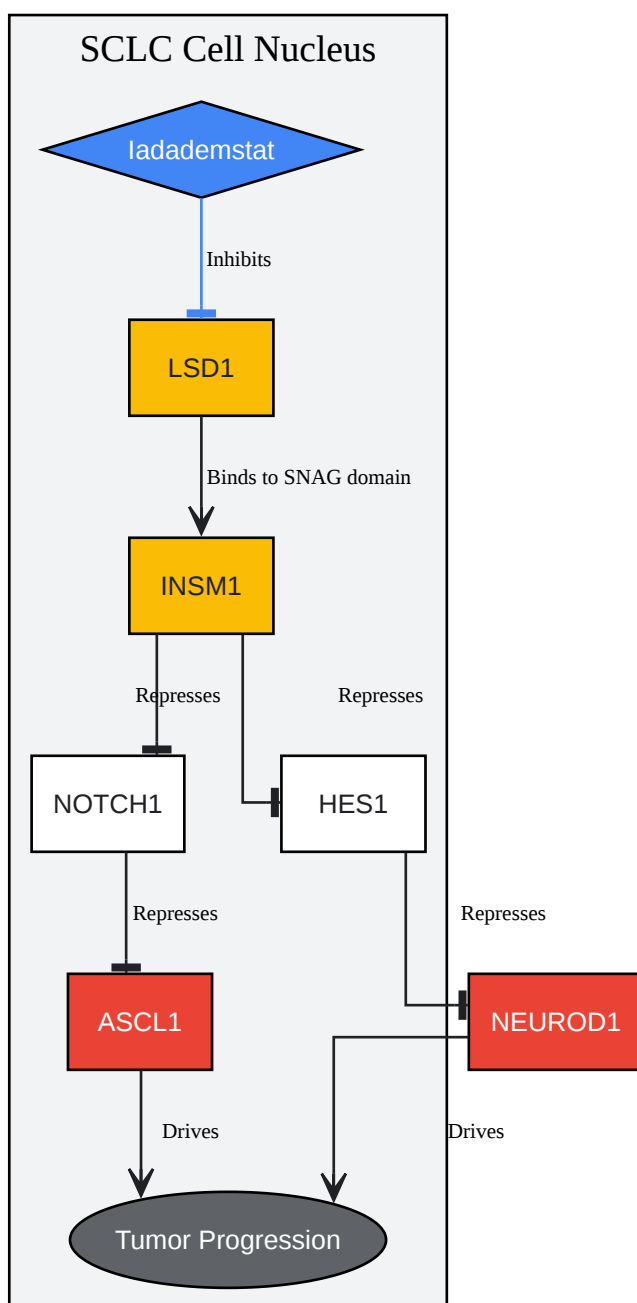 SCLC Cell Nucleus
Iadademstat
Inhibits
LSD1
Binds to SNAG domain
INSM1
Represses
Represses
NOTCH1
HES1
Represses
Represses
ASCL1
NEUROD1
Drives
Drives
Tumor Progression